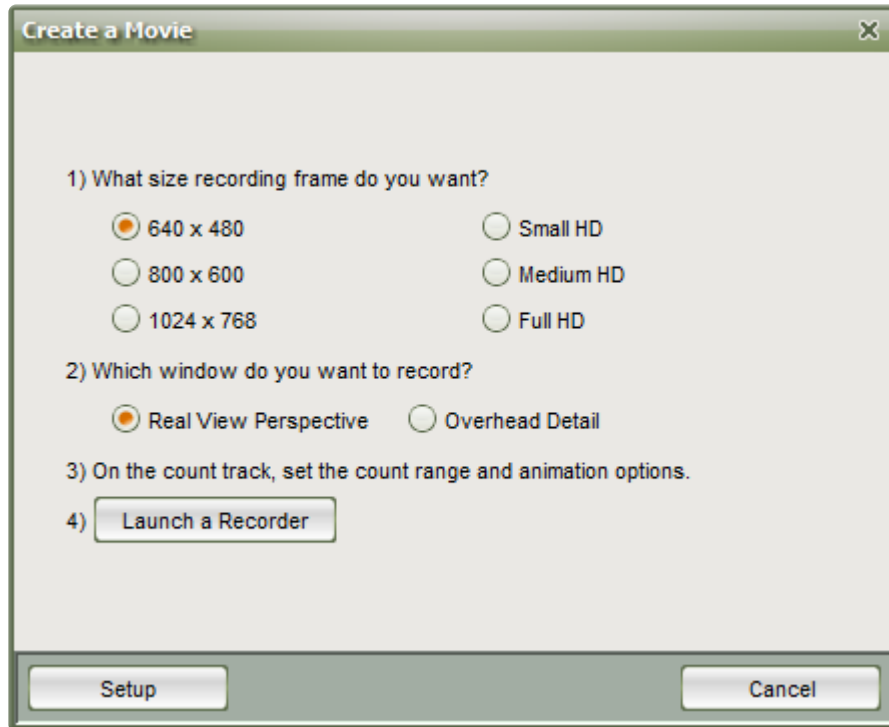 Create a Movie
1) What size recording frame do you want?
640 x 480 Small HD
800 x 600 Medium HD
1024 x 768 Full HD
2) Which window do you want to record?
Real View Perspective Overhead Detail
3) On the count track, set the count range and animation options.
4) Launch a Recorder
Setup Cancel